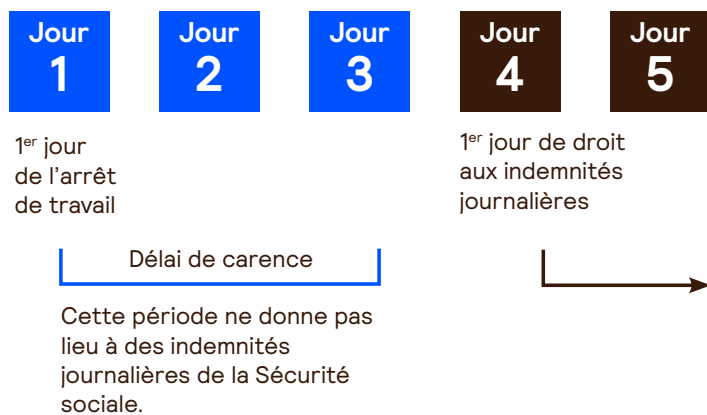 Jour
1
Jour
2
Jour
3
Jour
4
Jour
5
1er jour
de l'arrêt
de travail
1er jour de droit
aux indemnités
journalières
Délai de carence
Cette période ne donne pas
lieu à des indemnités
journalières de la Sécurité
sociale.